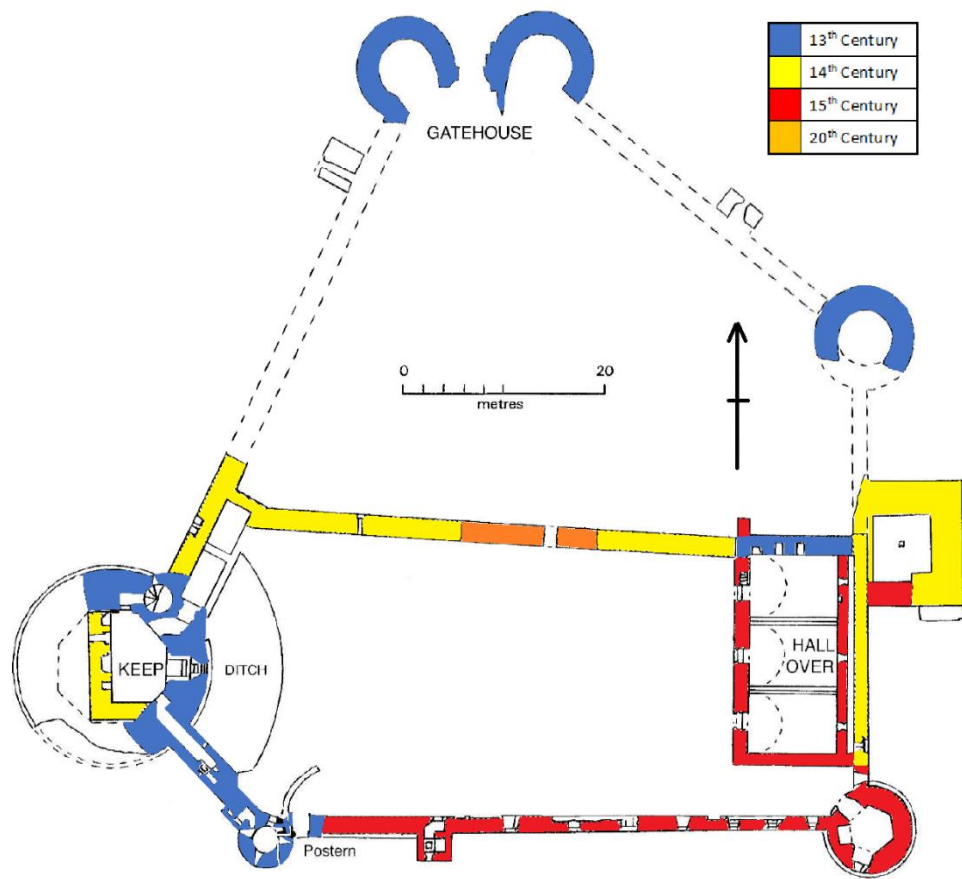 13th Century
14th Century
15th Century
20th Century
GATEHOUSE
0 20
metres
KEEP
DITCH
HALL
OVER
Postern